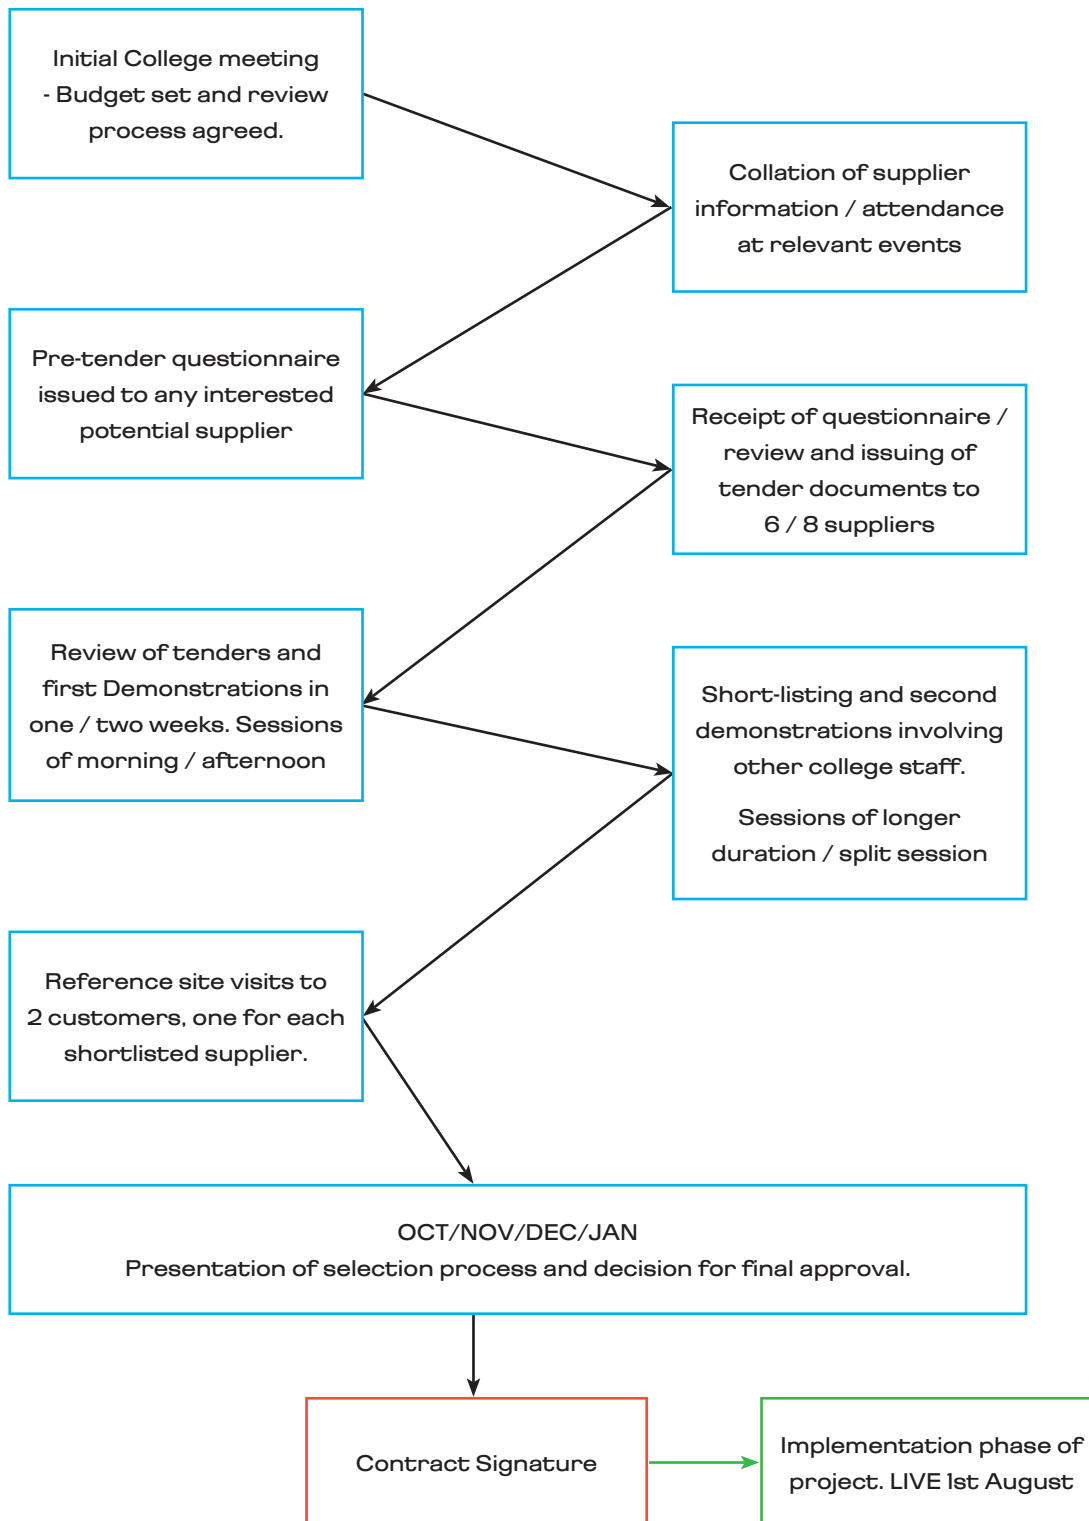 Initial College meeting
- Budget set and review
process agreed.
Collation of supplier
information / attendance
at relevant events
Pre-tender questionnaire
issued to any interested
potential supplier
Receipt of questionnaire /
review and issuing of
tender documents to
6 / 8 suppliers
Review of tenders and
first Demonstrations in
one / two weeks. Sessions
of morning / afternoon
Short-listing and second
demonstrations involving
other college staff.
Sessions of longer
duration / split session
Reference site visits to
2 customers, one for each
shortlisted supplier.
OCT/NOV/DEC/JAN
Presentation of selection process and decision for final approval.
Contract Signature
Implementation phase of
project. LIVE 1st August